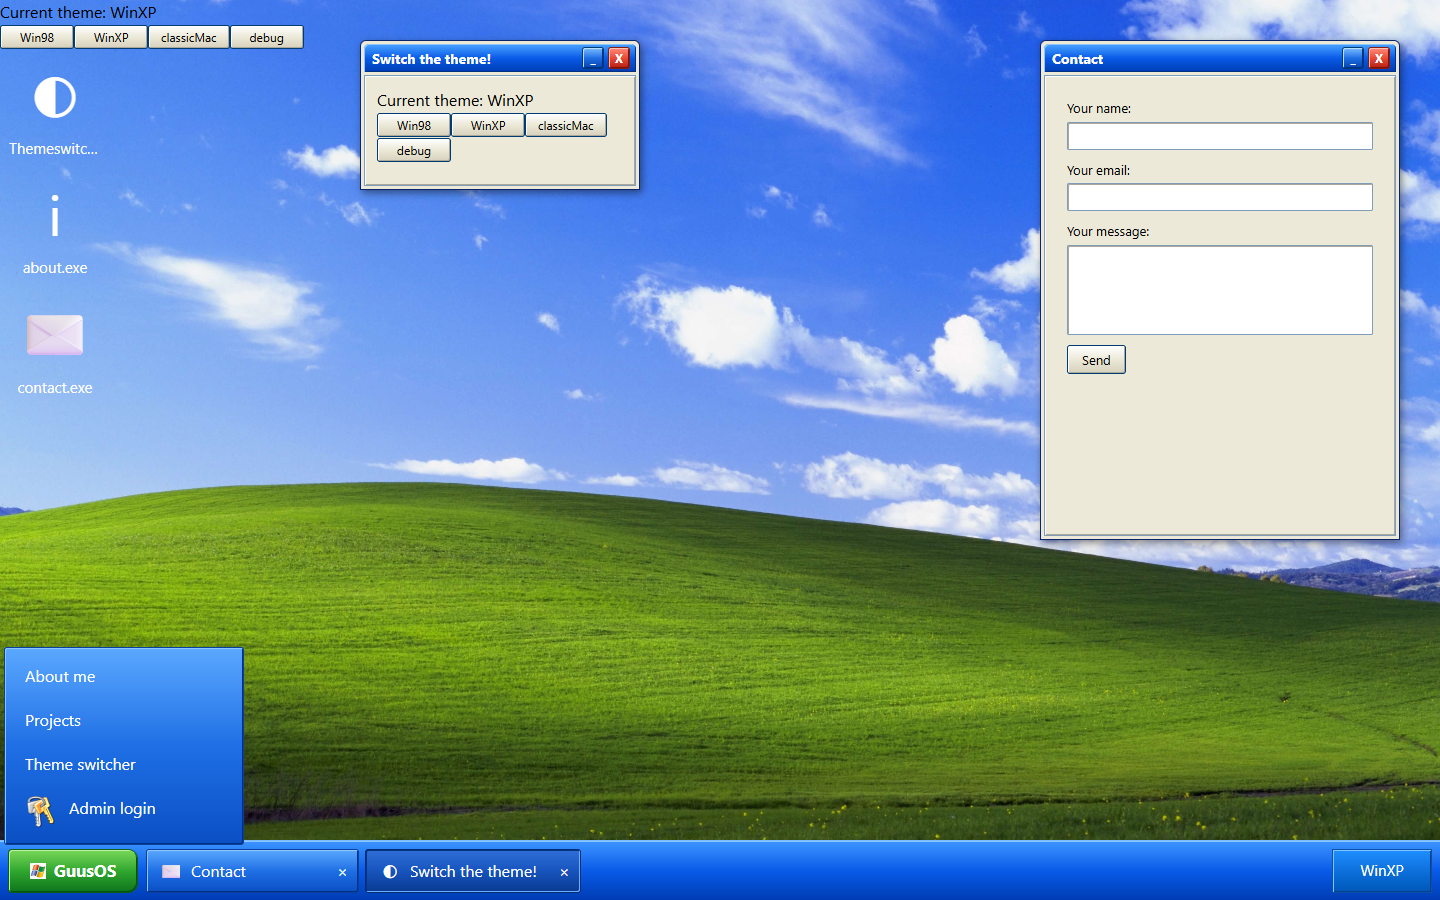 Current theme: WinXP
Win98 WinXP classicMac debug
Themeswitc...
i
about.exe
contact.exe
Switch the theme! _ X
Current theme: WinXP
Win98 WinXP classicMac
debug
Contact _ X
Your name:
Your email:
Your message:
Send
About me
Projects
Theme switcher
Admin login
GuusOS Contact × Switch the theme! × WinXP